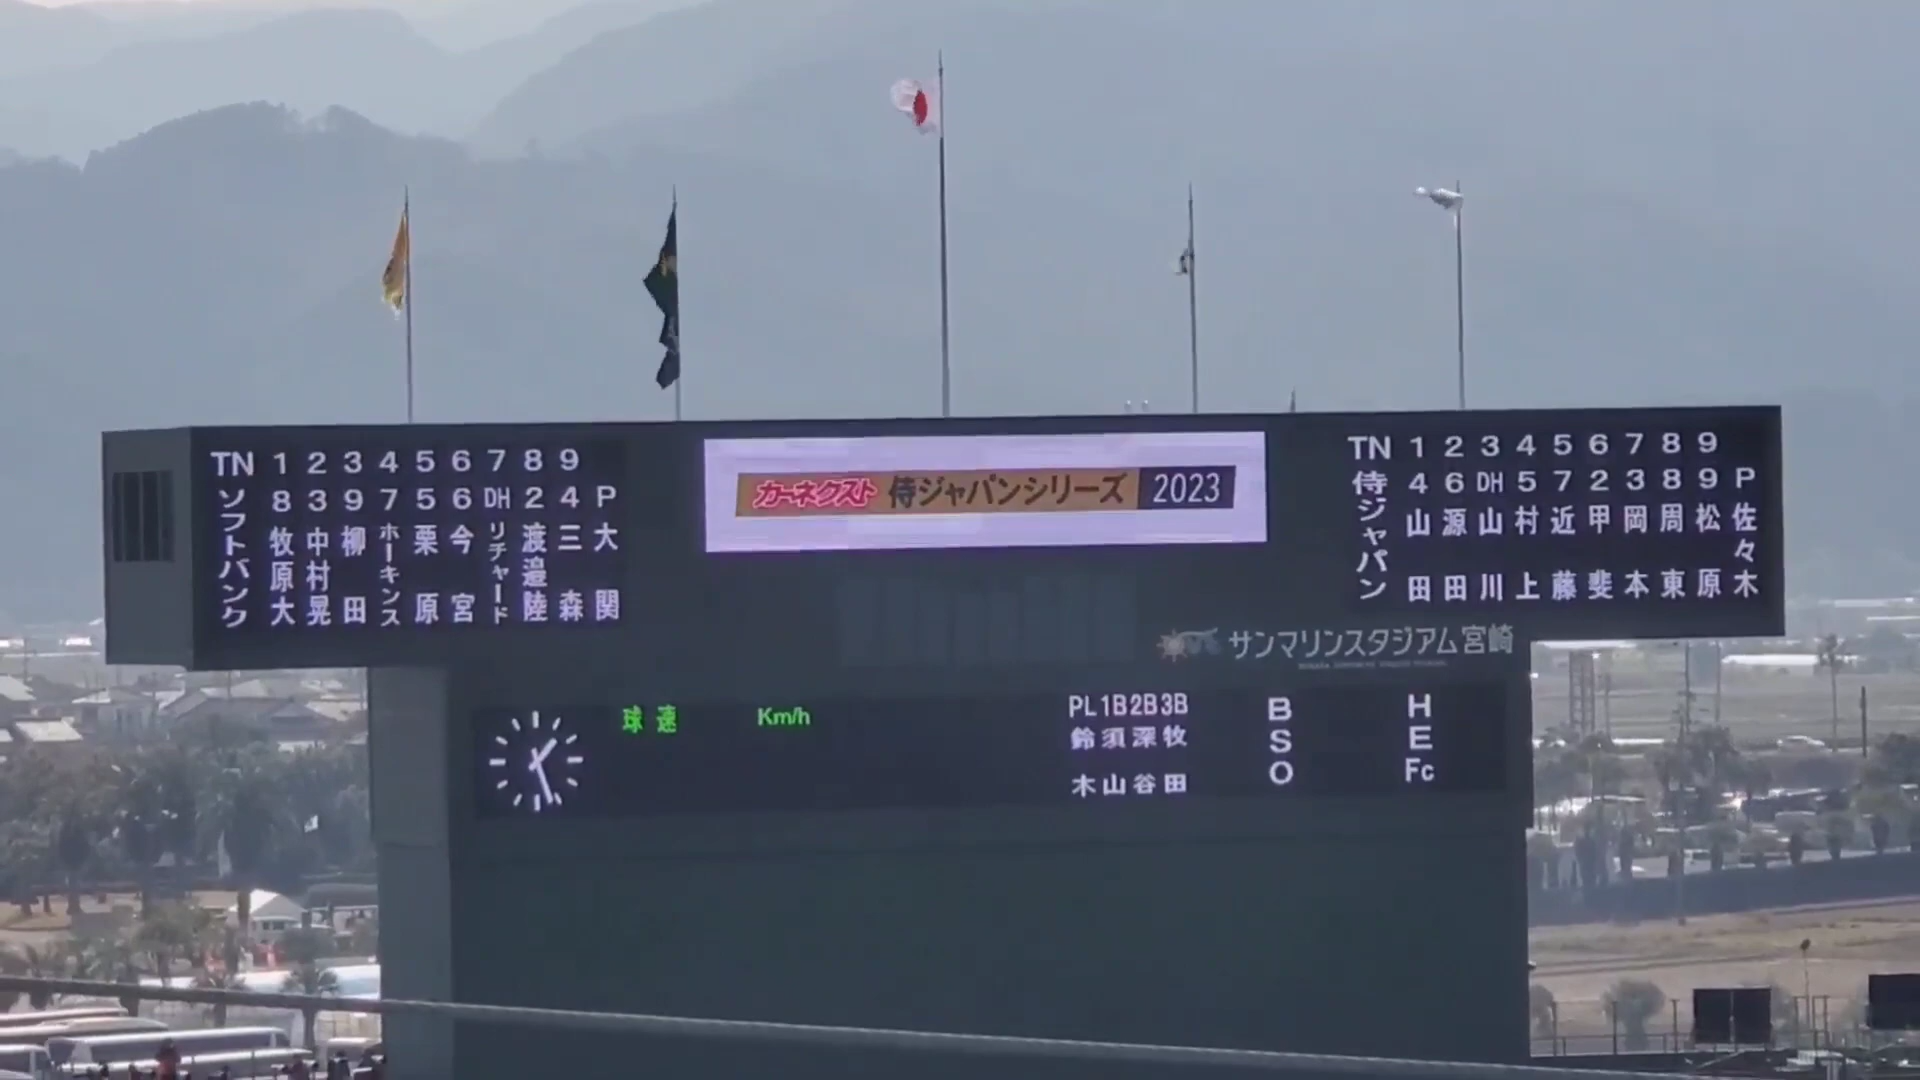 TN 1 2 3 4 5 6 7 8 9
8 3 9 7 5 6 DH 2 4 P
ソフトバンク
牧原大
中村晃
柳田
ホーキンス
栗原
今宮
リチャード
渡邉陸
三森
大関
カーネクスト 侍ジャパンシリーズ 2023
TN 1 2 3 4 5 6 7 8 9
4 6 DH 5 7 2 3 8 9 P
侍ジャパン
山田
源田
山川
村上
近藤
甲斐
岡本
周東
松原
佐々木
サンマリンスタジアム宮崎
球速 Km/h
PL 1B 2B 3B
鈴木
須山
深谷
牧田
B
S
O
H
E
Fc